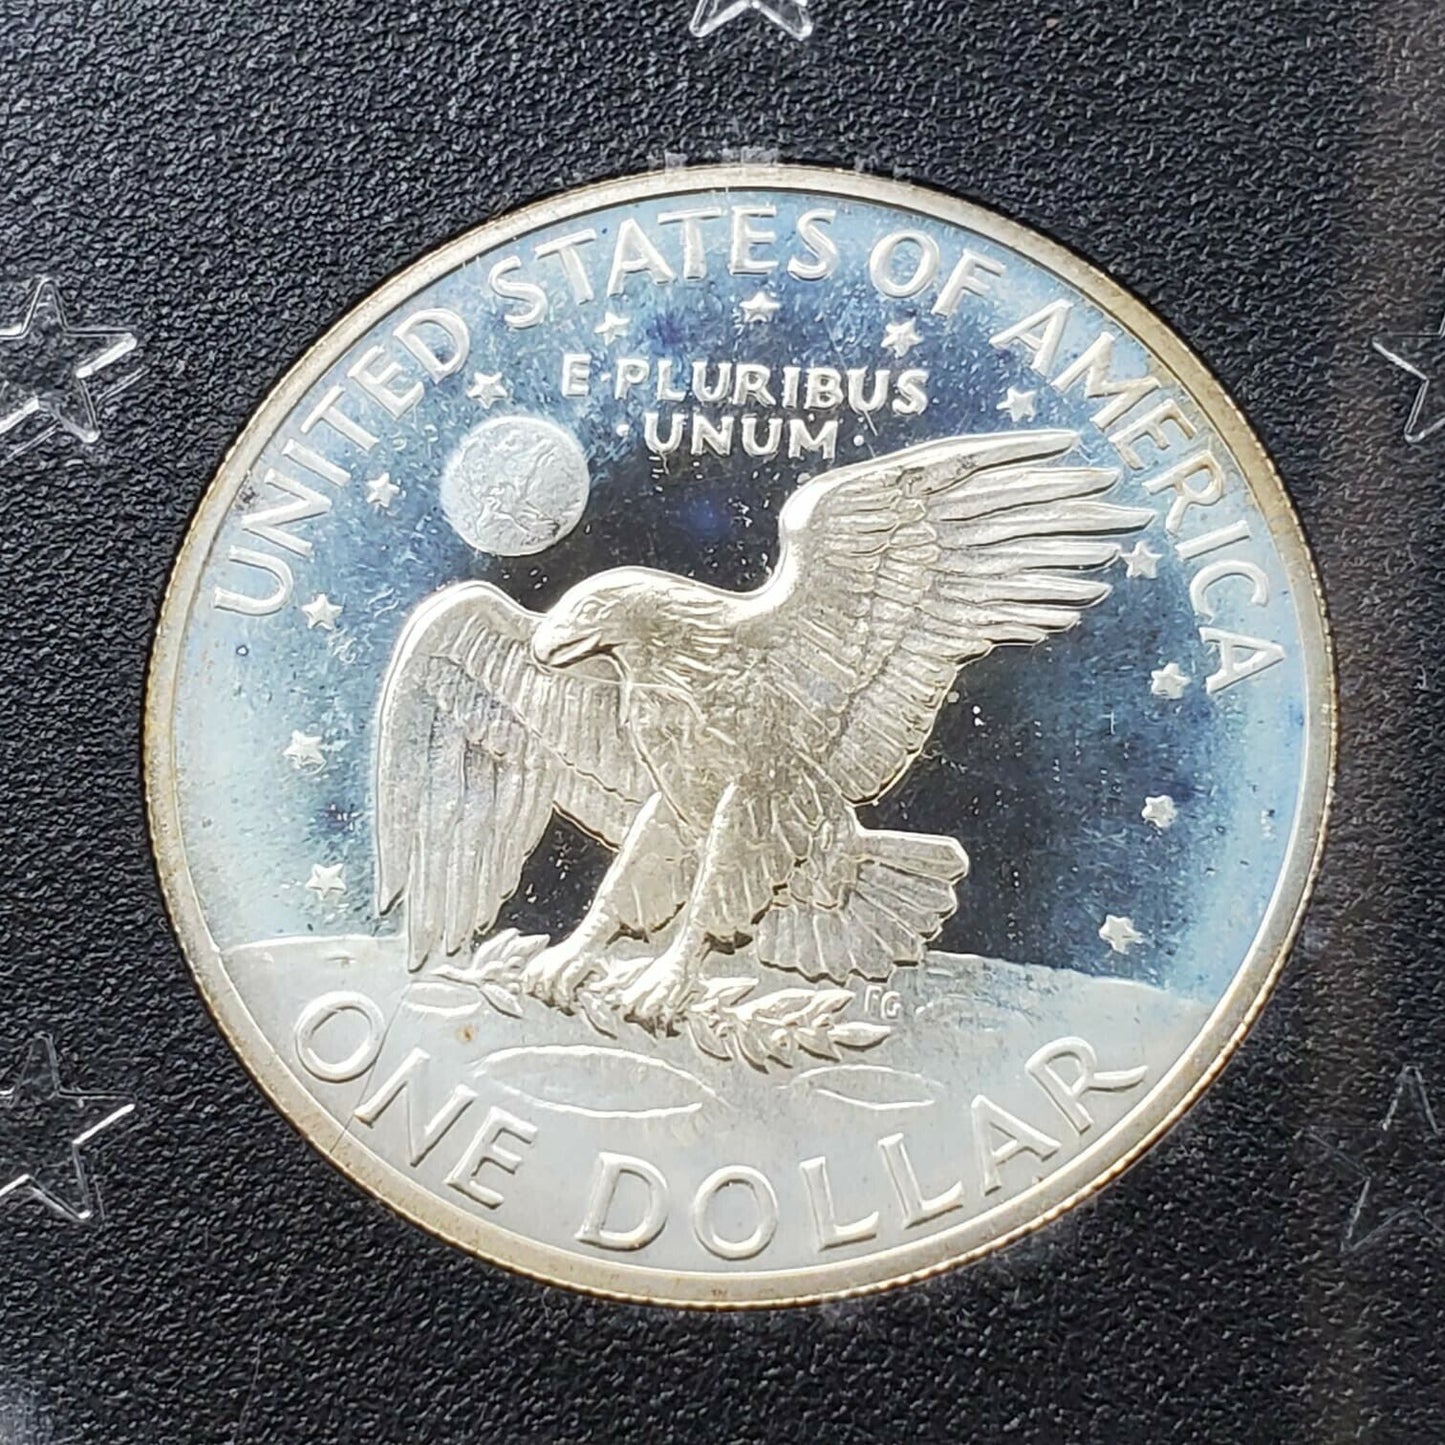 UNITED STATES OF AMERICA
E·PLURIBUS
·UNUM·
FG
ONE DOLLAR